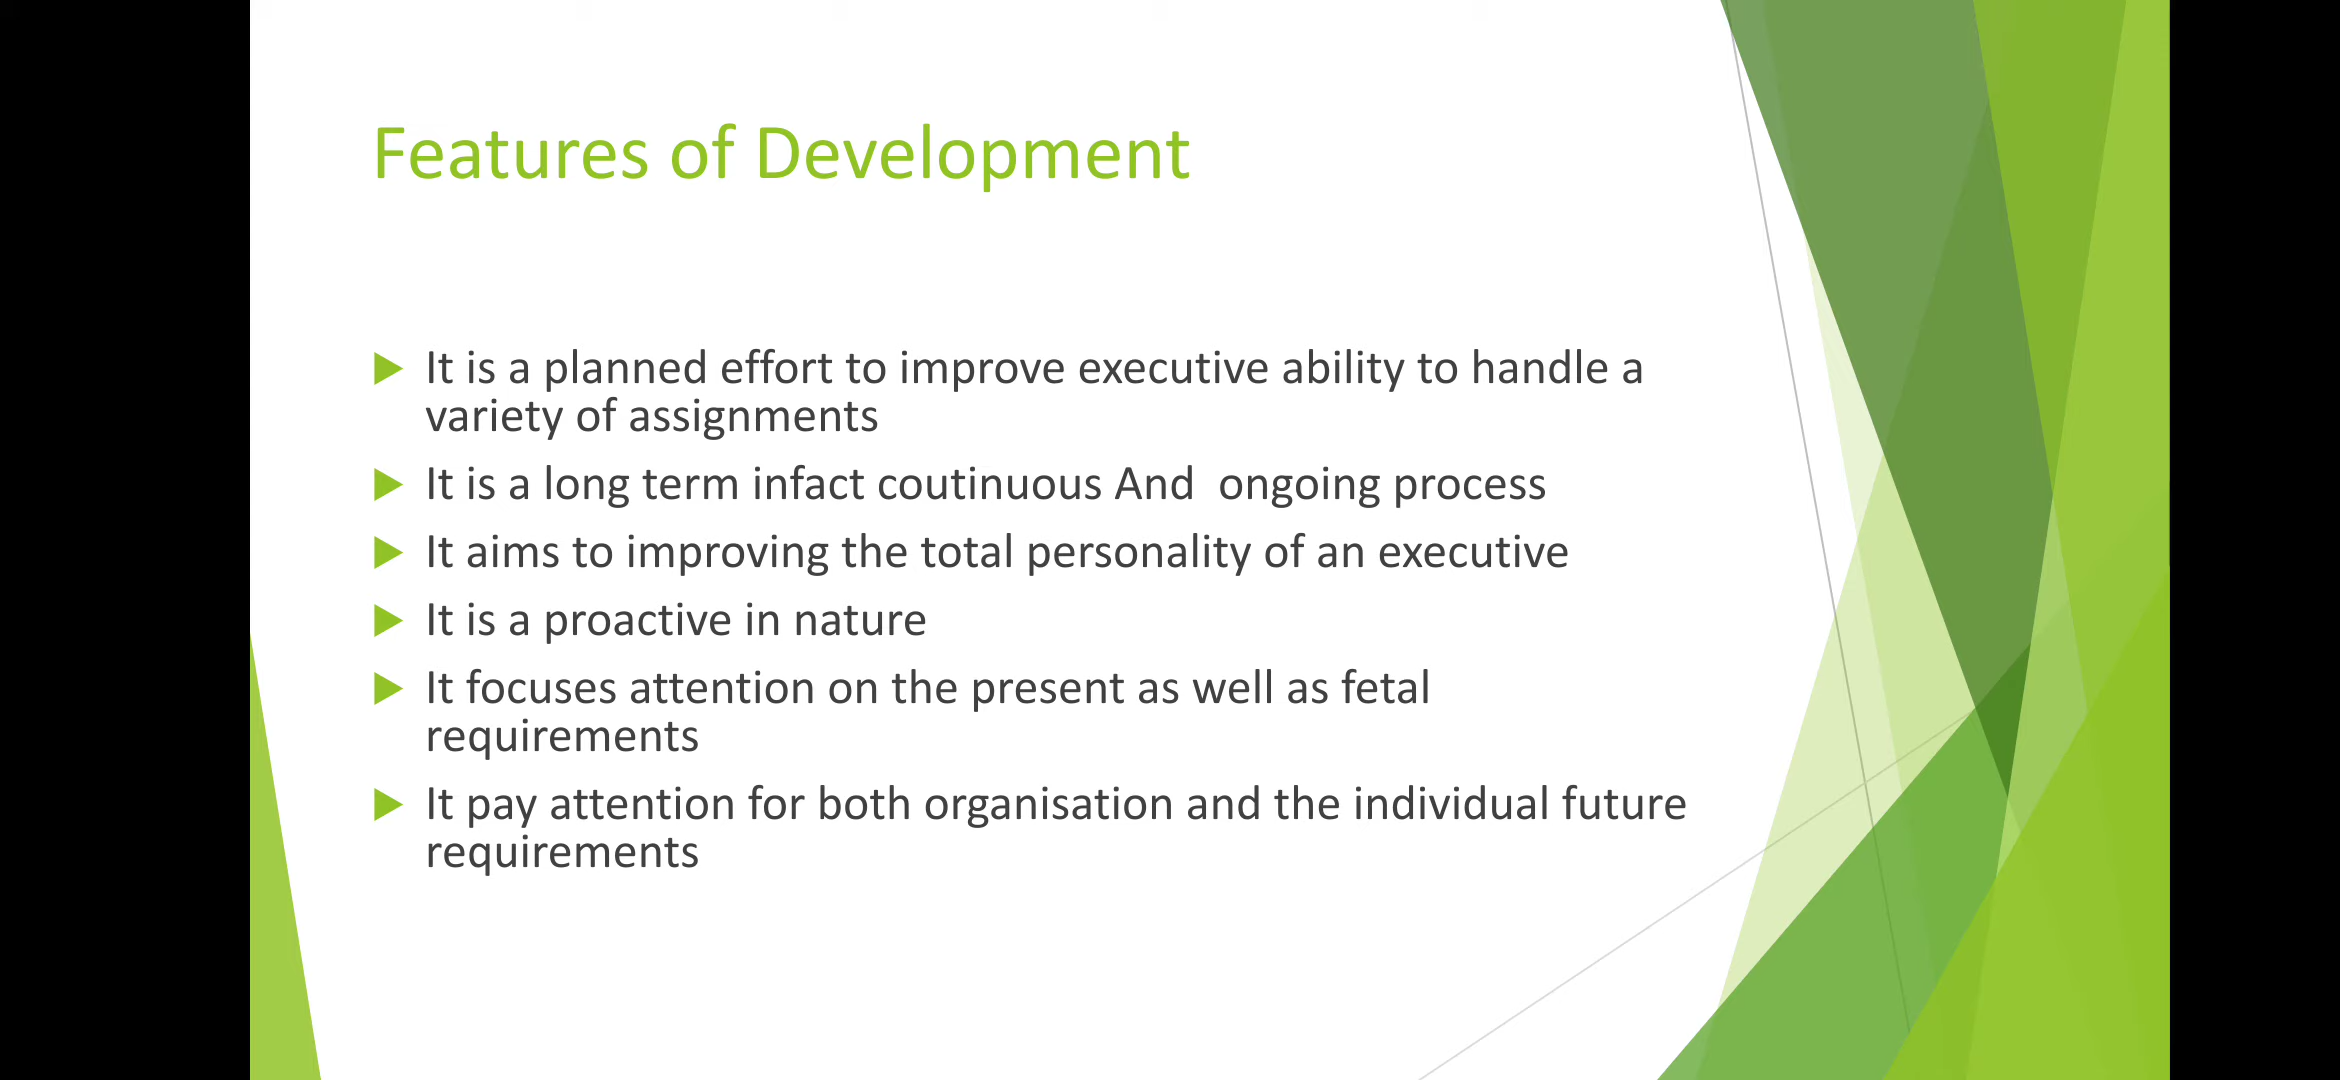 Features of Development
It is a planned effort to improve executive ability to handle a
variety of assignments
It is a long term infact coutinuous And  ongoing process
It aims to improving the total personality of an executive
It is a proactive in nature
It focuses attention on the present as well as fetal
requirements
It pay attention for both organisation and the individual future
requirements